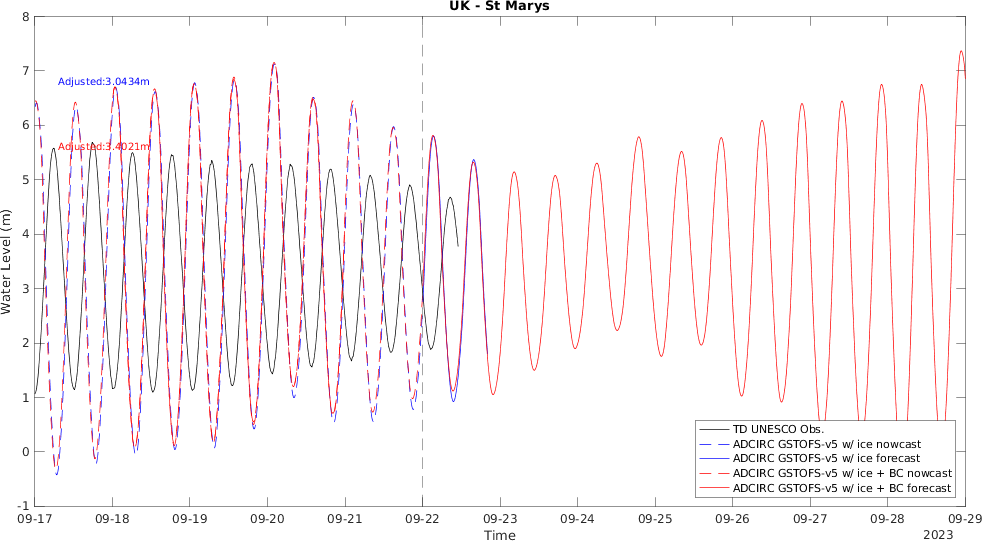 UK - St Marys
8
7
6
5
4
3
2
1
0
-1
Water Level (m)
Adjusted:3.0434m
Adjusted:3.4021m
TD UNESCO Obs.
ADCIRC GSTOFS-v5 w/ ice nowcast
ADCIRC GSTOFS-v5 w/ ice forecast
ADCIRC GSTOFS-v5 w/ ice + BC nowcast
ADCIRC GSTOFS-v5 w/ ice + BC forecast
09-17 09-18 09-19 09-20 09-21 09-22 09-23 09-24 09-25 09-26 09-27 09-28 09-29
Time
2023